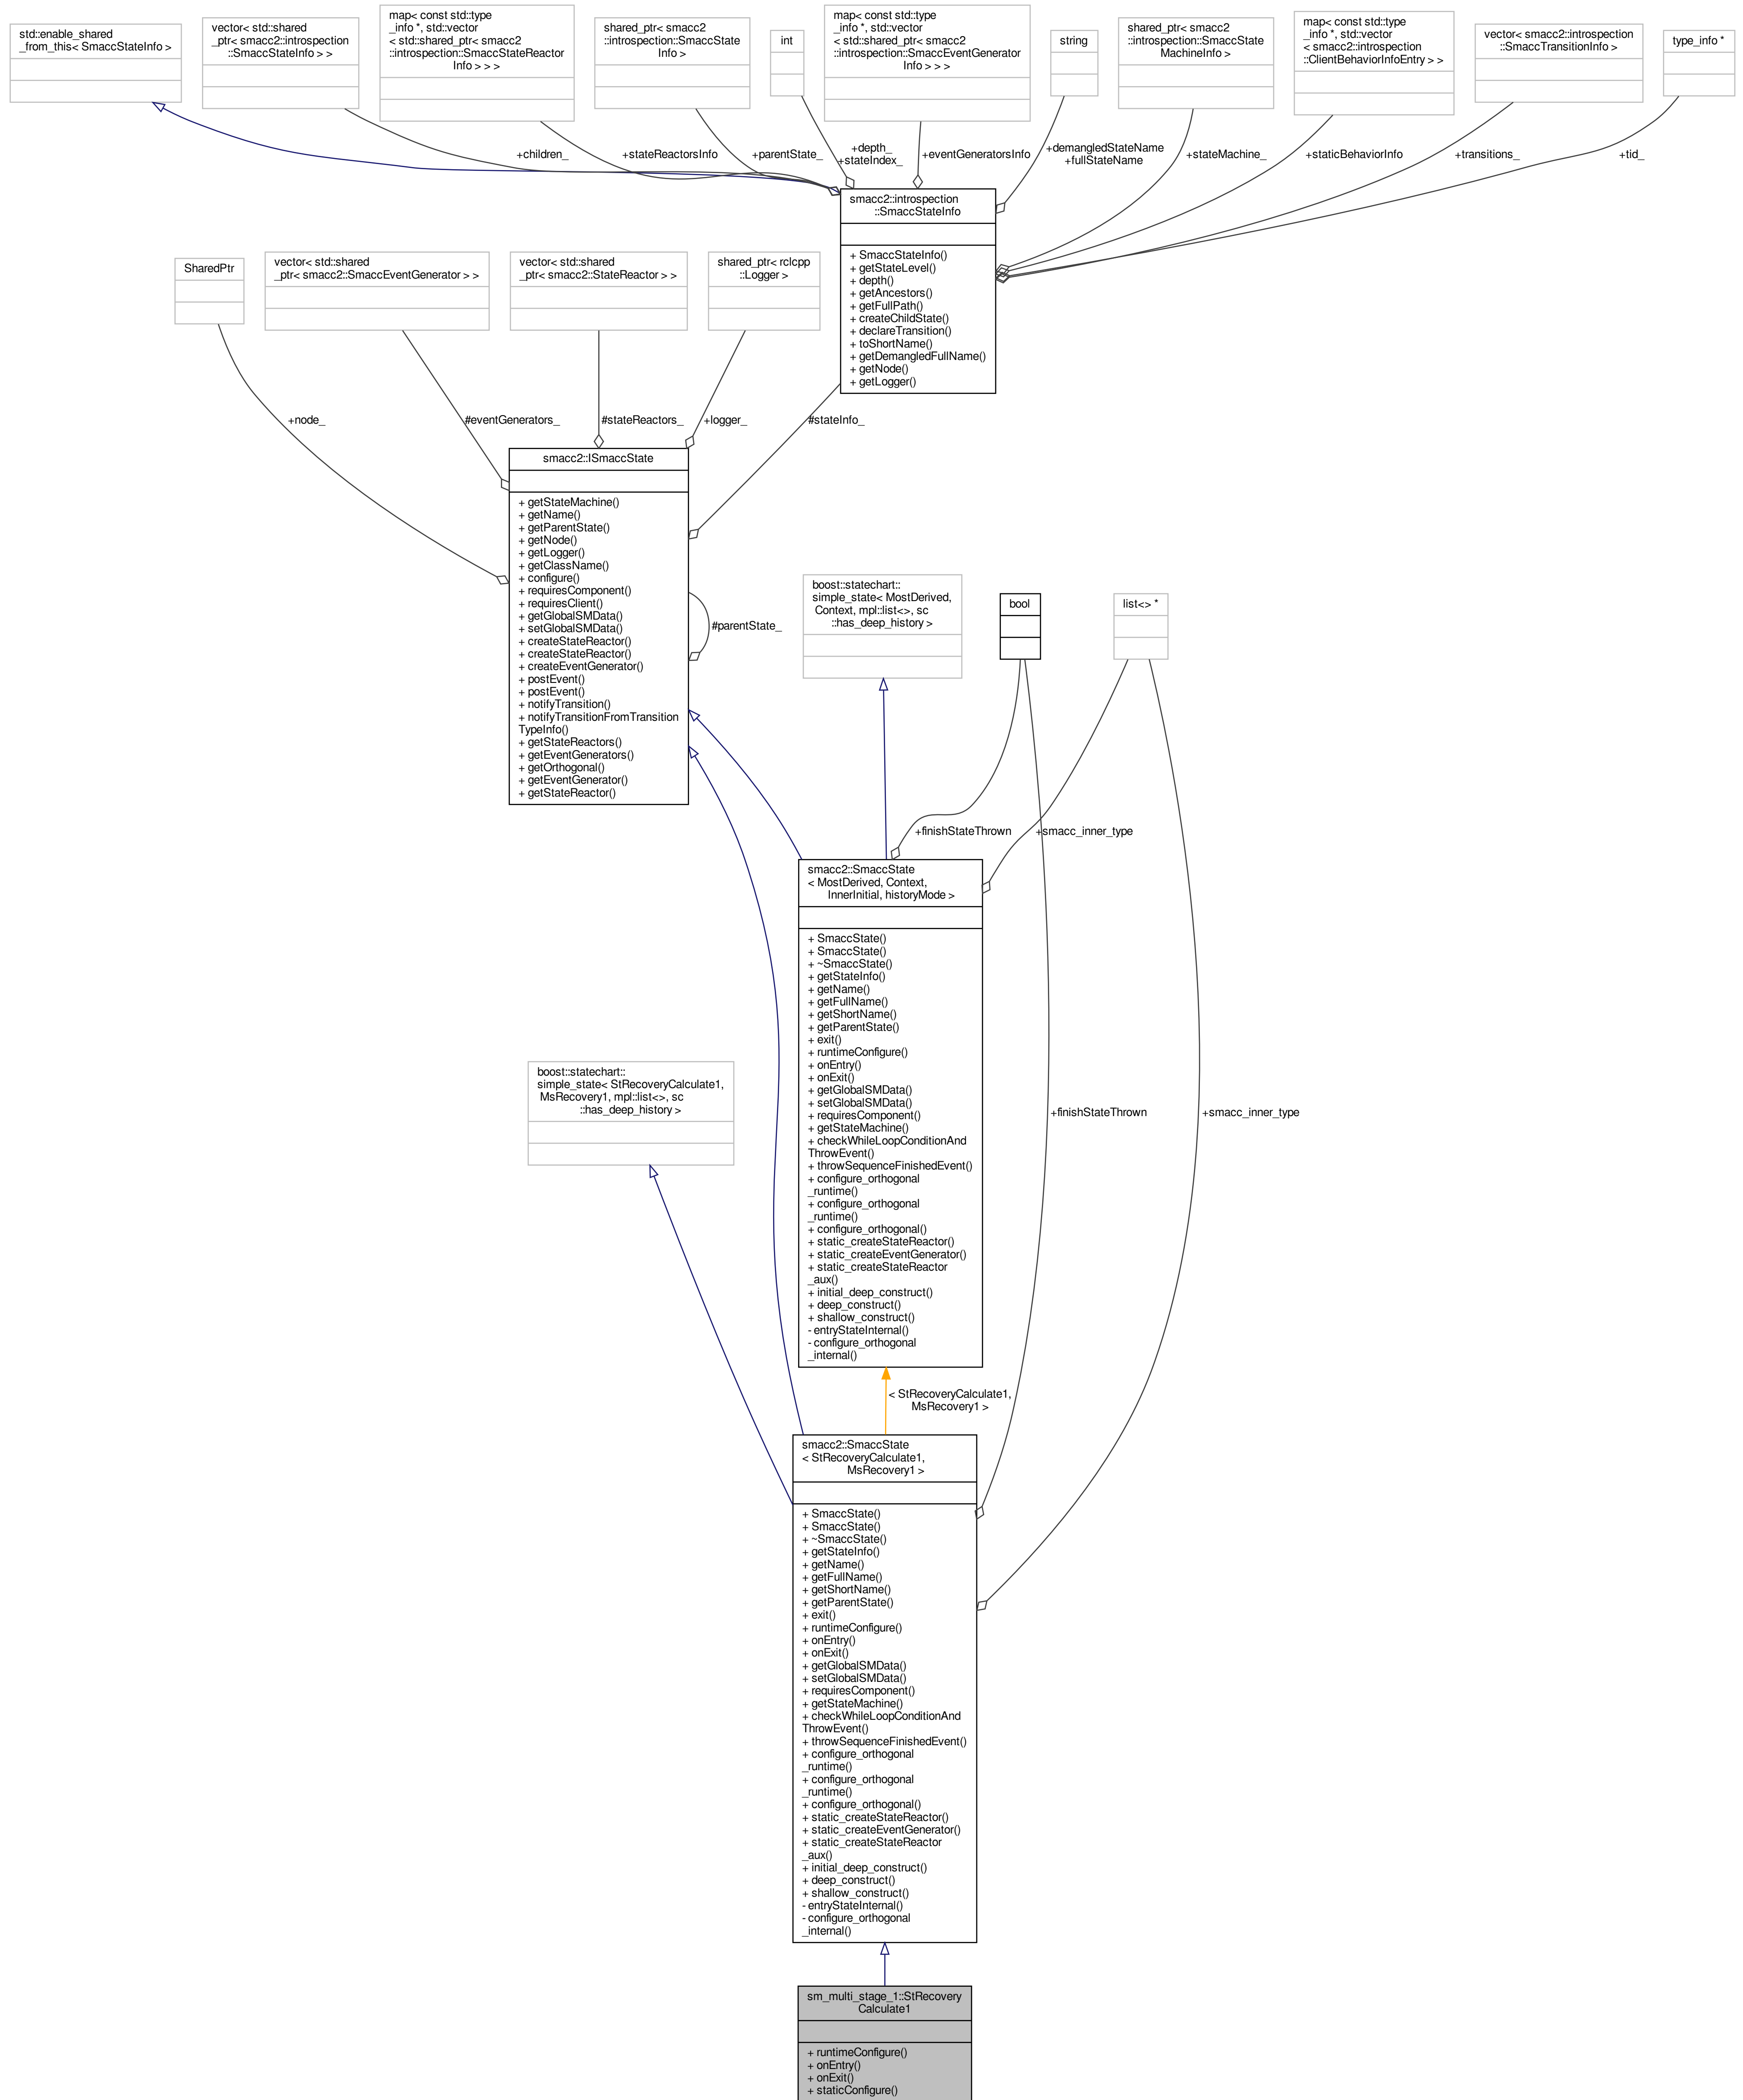 std::enable_shared
_from_this< SmaccStateInfo >
vector< std::shared
_ptr< smacc2::introspection
::SmaccStateInfo > >
map< const std::type
_info *, std::vector
< std::shared_ptr< smacc2
::introspection::SmaccStateReactor
Info > > >
shared_ptr< smacc2
::introspection::SmaccState
Info >
int
map< const std::type
_info *, std::vector
< std::shared_ptr< smacc2
::introspection::SmaccEventGenerator
Info > > >
string
shared_ptr< smacc2
::introspection::SmaccState
MachineInfo >
map< const std::type
_info *, std::vector
< smacc2::introspection
::ClientBehaviorInfoEntry > >
vector< smacc2::introspection
::SmaccTransitionInfo >
type_info *
+children_
+stateReactorsInfo
+parentState_
+depth_
+stateIndex_
+eventGeneratorsInfo
+demangledStateName
+fullStateName
+stateMachine_
+staticBehaviorInfo
+transitions_
+tid_
smacc2::introspection
::SmaccStateInfo
+ SmaccStateInfo()
+ getStateLevel()
+ depth()
+ getAncestors()
+ getFullPath()
+ createChildState()
+ declareTransition()
+ toShortName()
+ getDemangledFullName()
+ getNode()
+ getLogger()
SharedPtr
vector< std::shared
_ptr< smacc2::SmaccEventGenerator > >
vector< std::shared
_ptr< smacc2::StateReactor > >
shared_ptr< rclcpp
::Logger >
+node_
#eventGenerators_
#stateReactors_
+logger_
#stateInfo_
smacc2::ISmaccState
+ getStateMachine()
+ getName()
+ getParentState()
+ getNode()
+ getLogger()
+ getClassName()
+ configure()
+ requiresComponent()
+ requiresClient()
+ getGlobalSMData()
+ setGlobalSMData()
+ createStateReactor()
+ createStateReactor()
+ createEventGenerator()
+ postEvent()
+ postEvent()
+ notifyTransition()
+ notifyTransitionFromTransition
TypeInfo()
+ getStateReactors()
+ getEventGenerators()
+ getOrthogonal()
+ getEventGenerator()
+ getStateReactor()
#parentState_
boost::statechart::
simple_state< MostDerived,
Context, mpl::list<>, sc
::has_deep_history >
bool
list<> *
+finishStateThrown
+smacc_inner_type
smacc2::SmaccState
< MostDerived, Context,
InnerInitial, historyMode >
+ SmaccState()
+ SmaccState()
+ ~SmaccState()
+ getStateInfo()
+ getName()
+ getFullName()
+ getShortName()
+ getParentState()
+ exit()
+ runtimeConfigure()
+ onEntry()
+ onExit()
+ getGlobalSMData()
+ setGlobalSMData()
+ requiresComponent()
+ getStateMachine()
+ checkWhileLoopConditionAnd
ThrowEvent()
+ throwSequenceFinishedEvent()
+ configure_orthogonal
_runtime()
+ configure_orthogonal
_runtime()
+ configure_orthogonal()
+ static_createStateReactor()
+ static_createEventGenerator()
+ static_createStateReactor
_aux()
+ initial_deep_construct()
+ deep_construct()
+ shallow_construct()
- entryStateInternal()
- configure_orthogonal
_internal()
boost::statechart::
simple_state< StRecoveryCalculate1,
MsRecovery1, mpl::list<>, sc
::has_deep_history >
+finishStateThrown
+smacc_inner_type
< StRecoveryCalculate1,
MsRecovery1 >
smacc2::SmaccState
< StRecoveryCalculate1,
MsRecovery1 >
+ SmaccState()
+ SmaccState()
+ ~SmaccState()
+ getStateInfo()
+ getName()
+ getFullName()
+ getShortName()
+ getParentState()
+ exit()
+ runtimeConfigure()
+ onEntry()
+ onExit()
+ getGlobalSMData()
+ setGlobalSMData()
+ requiresComponent()
+ getStateMachine()
+ checkWhileLoopConditionAnd
ThrowEvent()
+ throwSequenceFinishedEvent()
+ configure_orthogonal
_runtime()
+ configure_orthogonal
_runtime()
+ configure_orthogonal()
+ static_createStateReactor()
+ static_createEventGenerator()
+ static_createStateReactor
_aux()
+ initial_deep_construct()
+ deep_construct()
+ shallow_construct()
- entryStateInternal()
- configure_orthogonal
_internal()
sm_multi_stage_1::StRecovery
Calculate1
+ runtimeConfigure()
+ onEntry()
+ onExit()
+ staticConfigure()